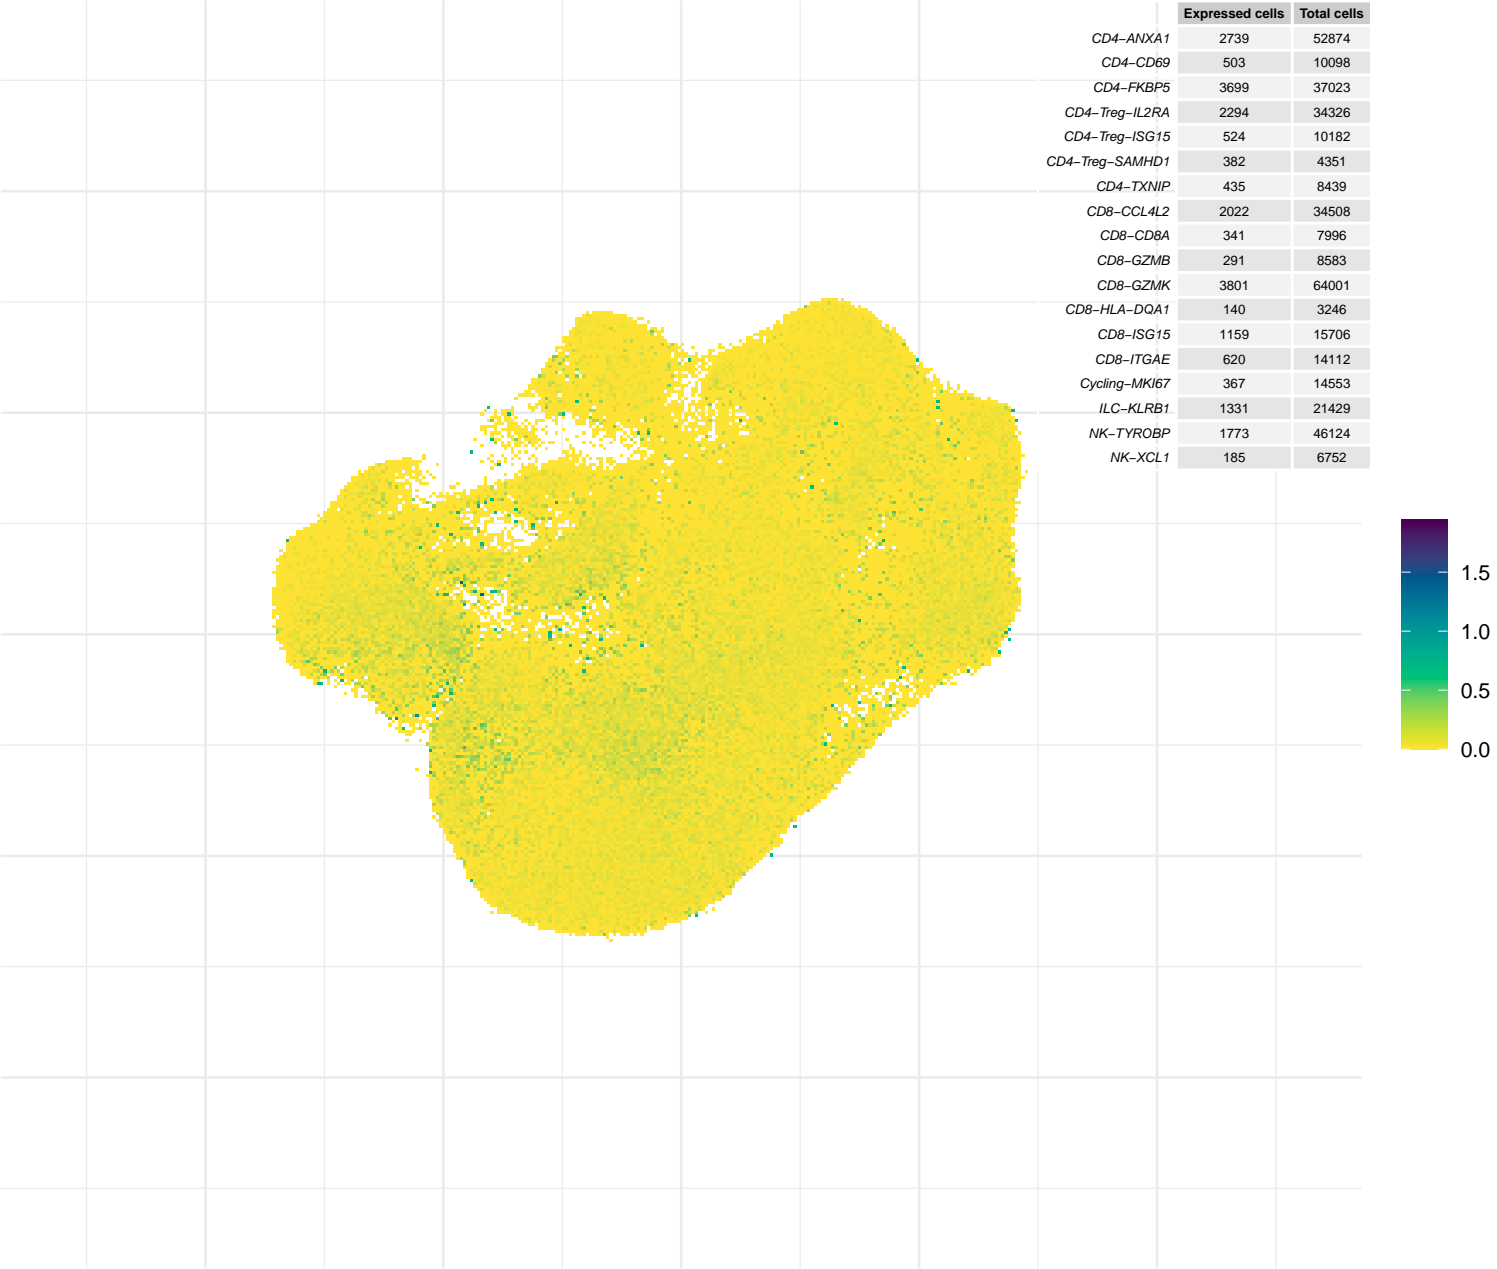 Expressed cells Total cells
CD4−ANXA1 2739 52874
CD4−CD69 503 10098
CD4−FKBP5 3699 37023
CD4−Treg−IL2RA 2294 34326
CD4−Treg−ISG15 524 10182
CD4−Treg−SAMHD1 382 4351
CD4−TXNIP 435 8439
CD8−CCL4L2 2022 34508
CD8−CD8A 341 7996
CD8−GZMB 291 8583
CD8−GZMK 3801 64001
CD8−HLA−DQA1 140 3246
CD8−ISG15 1159 15706
CD8−ITGAE 620 14112
Cycling−MKI67 367 14553
ILC−KLRB1 1331 21429
NK−TYROBP 1773 46124
NK−XCL1 185 6752
1.5
1.0
0.5
0.0